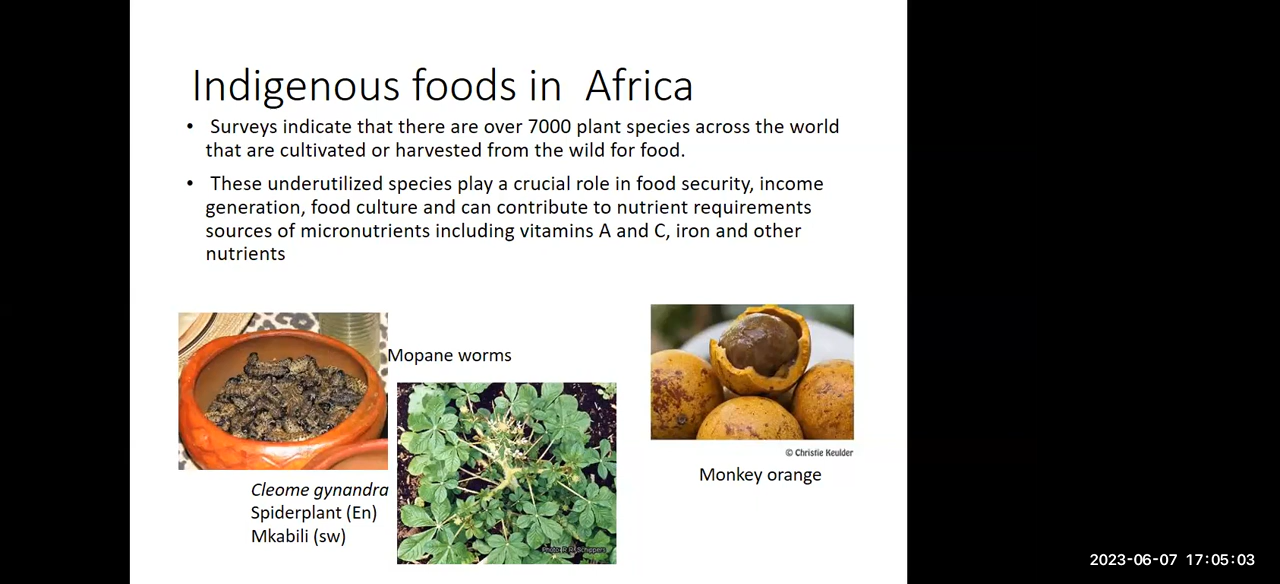 Indigenous foods in Africa
• Surveys indicate that there are over 7000 plant species across the world
that are cultivated or harvested from the wild for food.
• These underutilized species play a crucial role in food security, income
generation, food culture and can contribute to nutrient requirements
sources of micronutrients including vitamins A and C, iron and other
nutrients
Mopane worms
© Christie Keulder
Monkey orange
Cleome gynandra
Spiderplant (En)
Mkabili (sw)
Photo: R.R. Schippers
2023-06-07 17:05:03